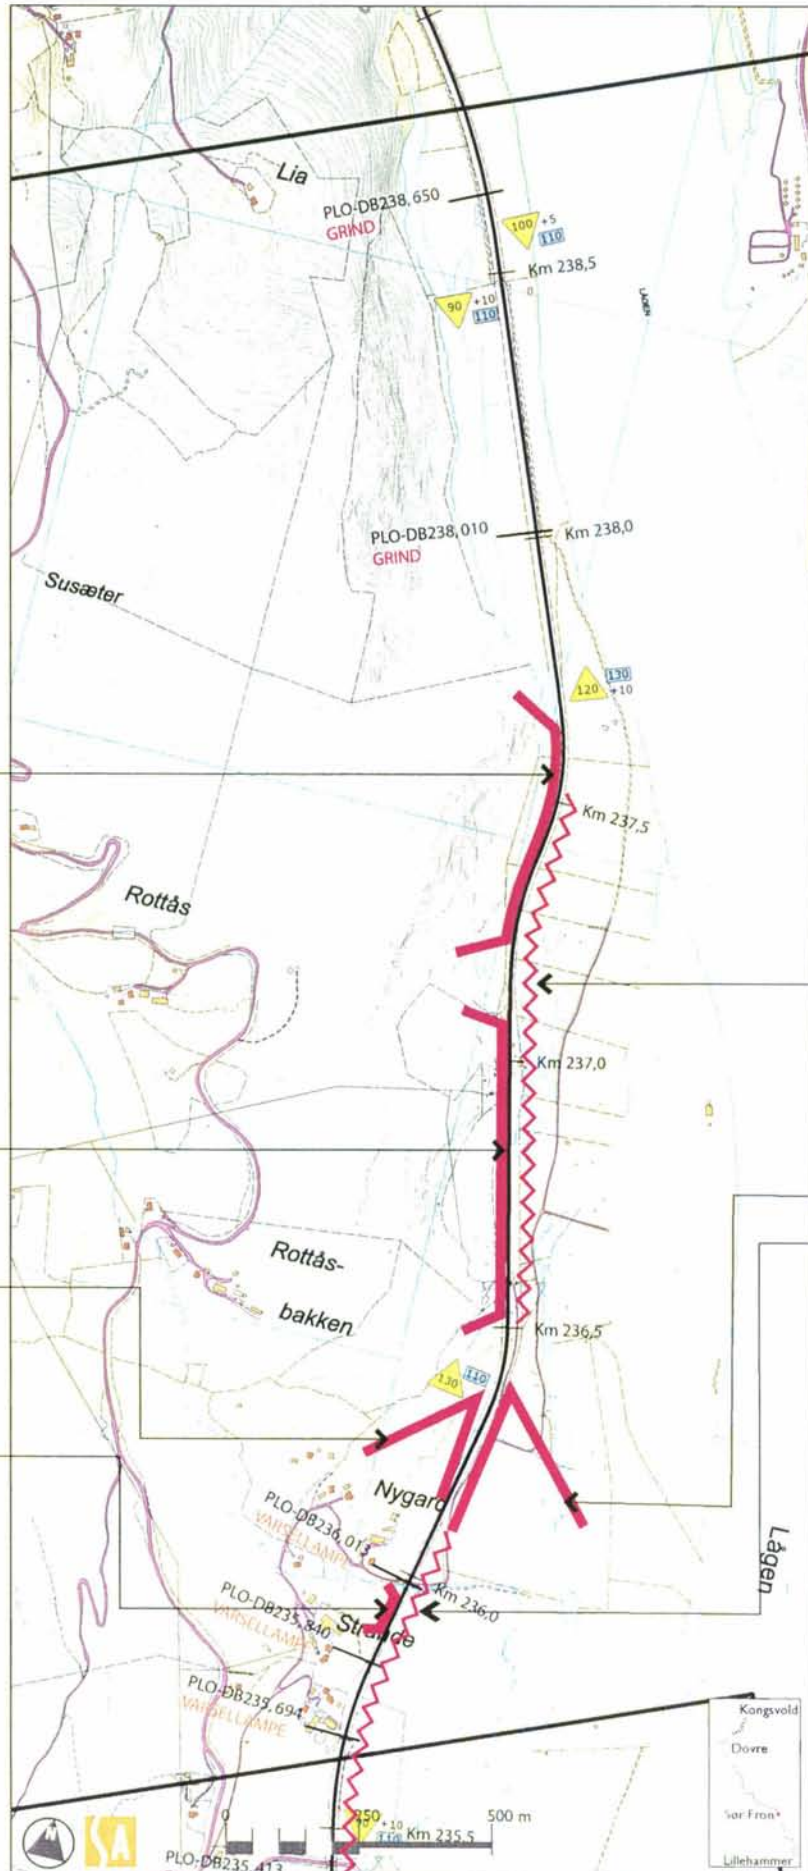 Lia
PLO-DB238,650
GRIND
100 +5
110
Km 238,5
90 +10
110
LÅGEN
PLO-DB238,010
GRIND
Km 238,0
Susæter
130
120 +10
Km 237,5
Rottås
Km 237,0
Rottås-
bakken
Km 236,5
130 110
Nygard
PLO-DB236,013
VARSELLAMPE
Km 236,0
Lågen
PLO-DB235,840
VARSELLAMPE
Strande
PLO-DB235,694
VARSELLAMPE
Kongsvold
Dovre
Sør Fron
Lillehammer
0 250 500 m
+10
110
Km 235,5
PLO-DB235,413
SA